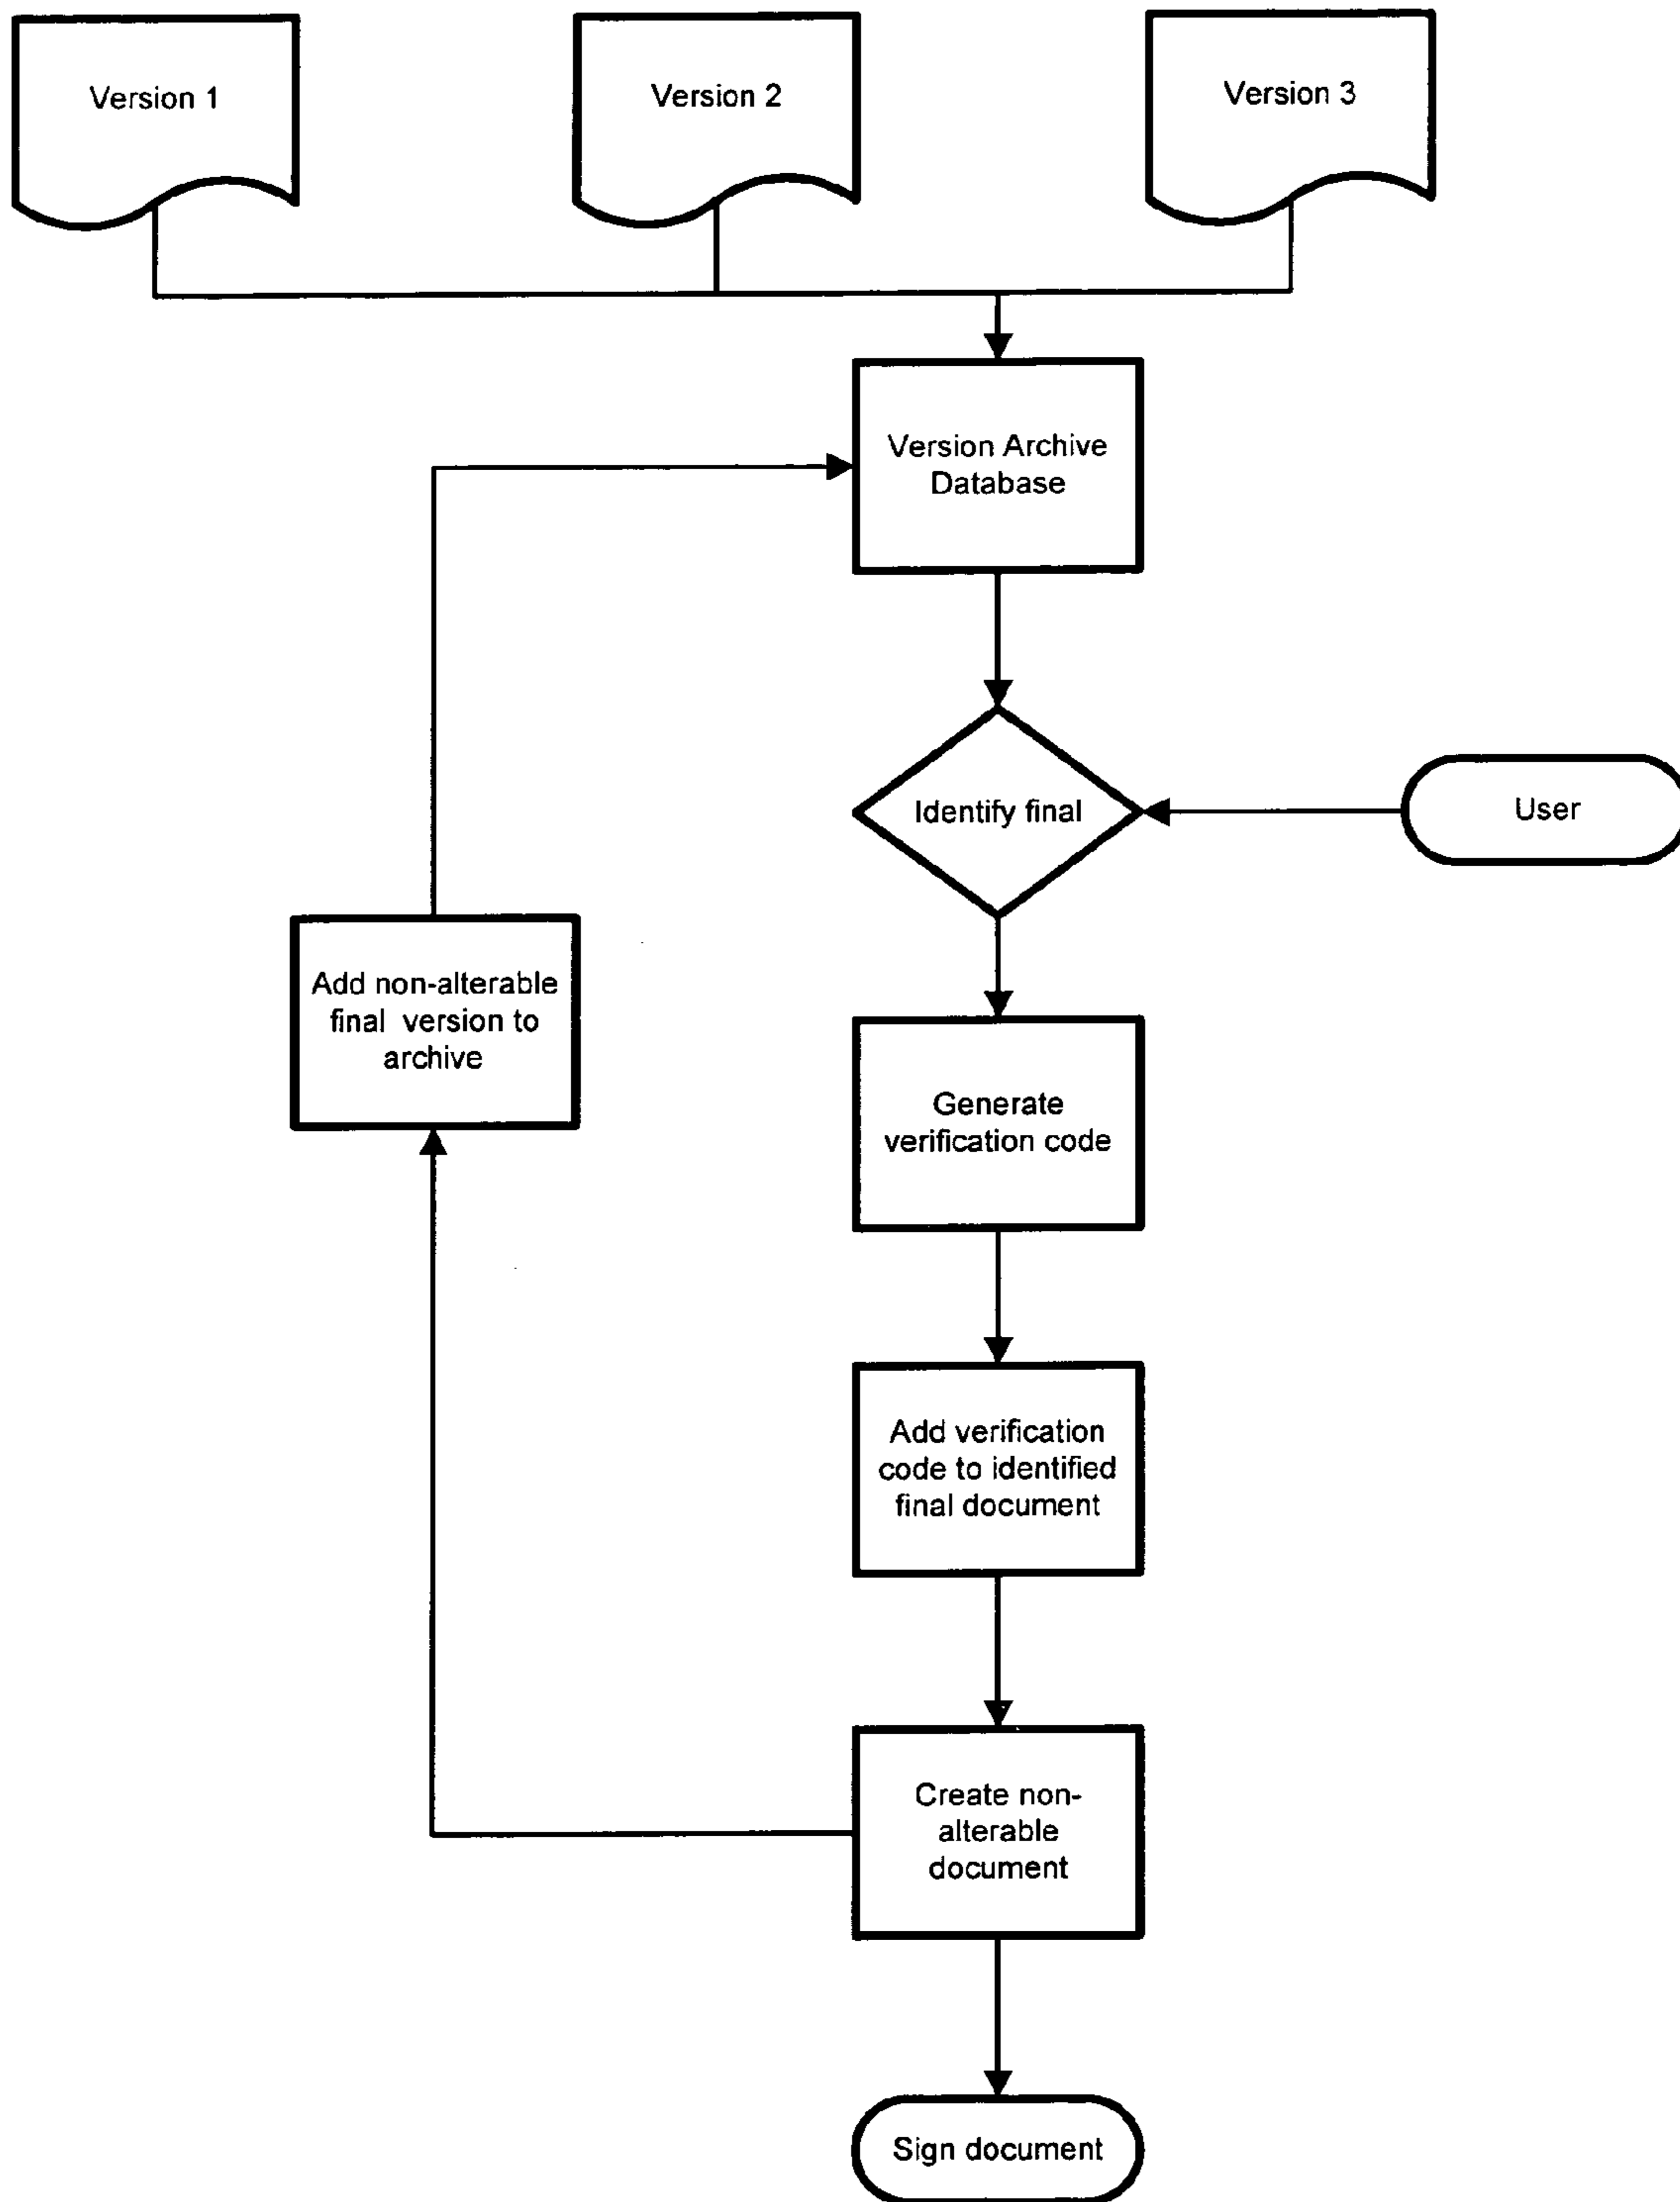 Version 1
Version 2
Version 3
Version Archive
Database
Identify final
User
Add non-alterable
final version to
archive
Generate
verification code
Add verification
code to identified
final document
Create non-
alterable
document
Sign document